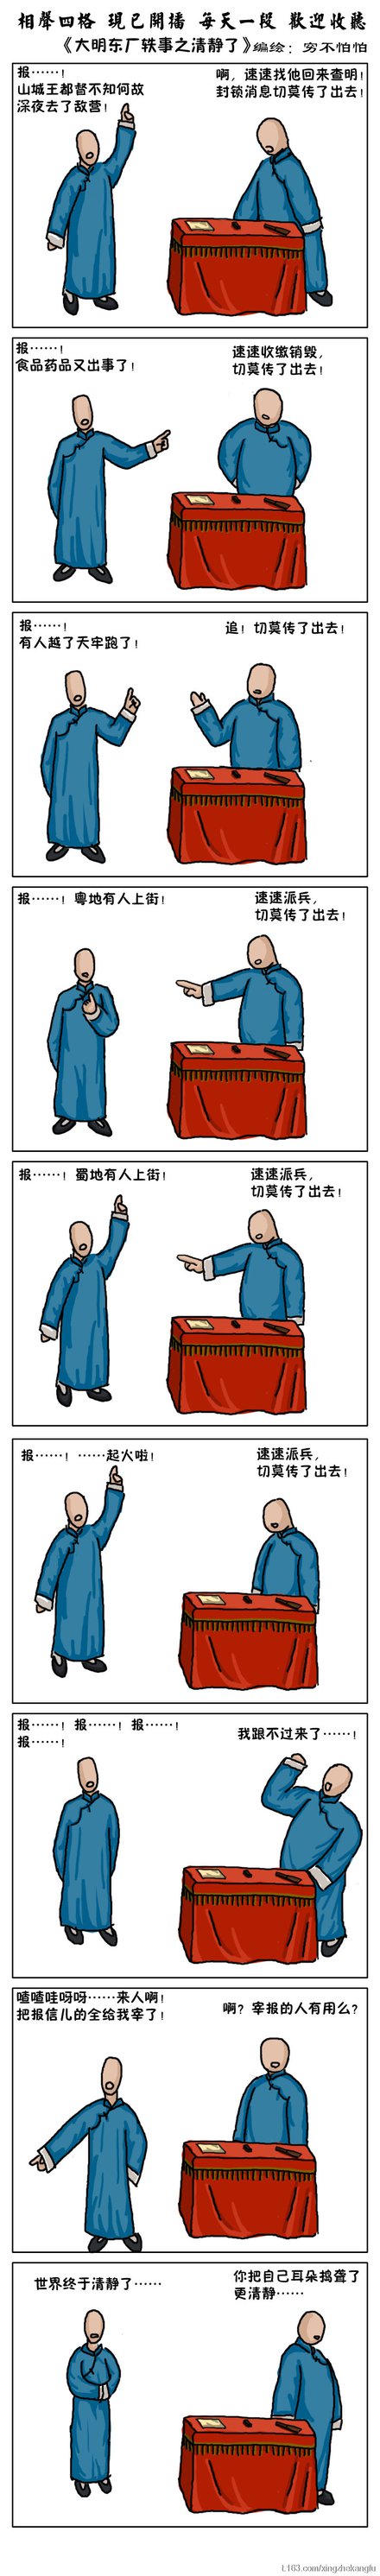 相聲四格 現已開播 每天一段 歡迎收聽
《大明东厂轶事之清静了》编绘：穷不怕怕
报……！
山城王都督不知何故
深夜去了敌营！
啊，速速找他回来查明！
封锁消息切莫传了出去！
报……！
食品药品又出事了！
速速收缴销毁，
切莫传了出去！
报……！
有人越了天牢跑了！
追！切莫传了出去！
报……！粤地有人上街！
速速派兵，
切莫传了出去！
报……！蜀地有人上街！
速速派兵，
切莫传了出去！
报……！……起火啦！
速速派兵，
切莫传了出去！
报……！报……！报……！
报……！
我跟不过来了……！
喳喳哇呀呀……来人啊！
把报信儿的全给我宰了！
啊？宰报的人有用么？
世界终于清静了……
你把自己耳朵捣聋了
更清静……
t.163.com/xingzhekanglu